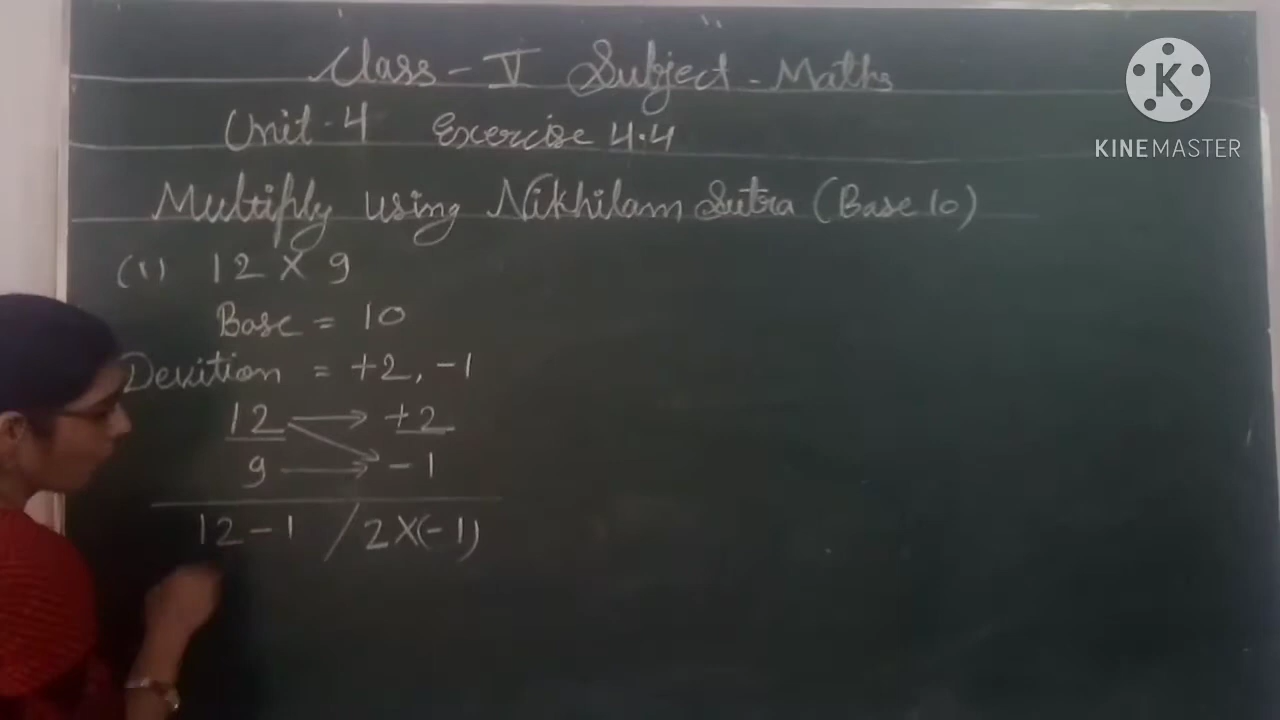 Class - V Subject - Maths
Unit - 4 Exercise 4.4
Multiply using Nikhilam Sutra (Base 10)
(1) 12 X 9
Base = 10
Devition = +2, -1
12 → +2
9 → -1
12 - 1 / 2 X (-1)
K
KINEMASTER